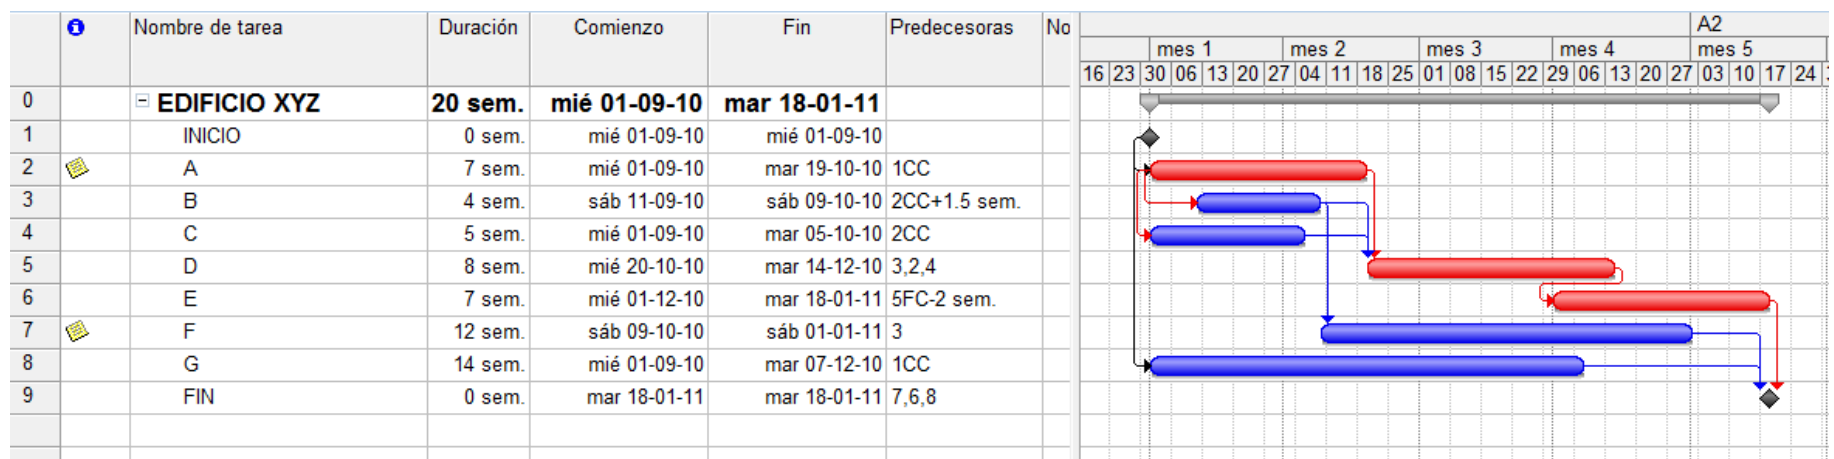 Nombre de tarea Duración Comienzo Fin Predecesoras No A2
mes 1 mes 2 mes 3 mes 4 mes 5
16 23 30 06 13 20 27 04 11 18 25 01 08 15 22 29 06 13 20 27 03 10 17 24
0 EDIFICIO XYZ 20 sem. mié 01-09-10 mar 18-01-11
1 INICIO 0 sem. mié 01-09-10 mié 01-09-10
2 A 7 sem. mié 01-09-10 mar 19-10-10 1CC
3 B 4 sem. sáb 11-09-10 sáb 09-10-10 2CC+1.5 sem.
4 C 5 sem. mié 01-09-10 mar 05-10-10 2CC
5 D 8 sem. mié 20-10-10 mar 14-12-10 3,2,4
6 E 7 sem. mié 01-12-10 mar 18-01-11 5FC-2 sem.
7 F 12 sem. sáb 09-10-10 sáb 01-01-11 3
8 G 14 sem. mié 01-09-10 mar 07-12-10 1CC
9 FIN 0 sem. mar 18-01-11 mar 18-01-11 7,6,8